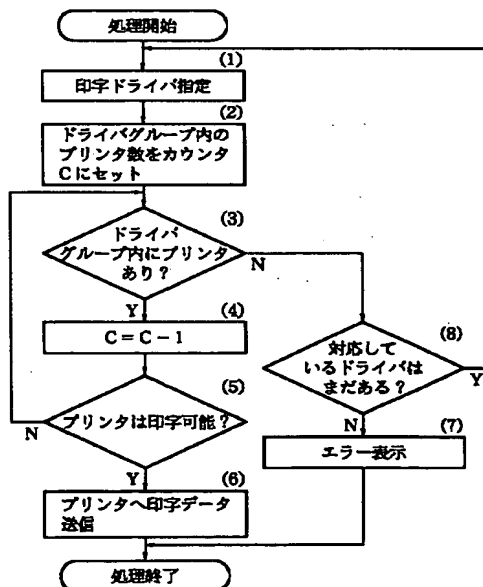 処理開始
(1)
印字ドライバ指定
(2)
ドライバグループ内の
プリンタ数をカウンタ
Cにセット
(3)
ドライバ
グループ内にプリンタ
あり?
N
Y
(4)
C=C-1
(5)
プリンタは印字可能?
N
Y
(6)
プリンタへ印字データ
送信
(8)
対応して
いるドライバは
まだある?
Y
N
(7)
エラー表示
処理終了